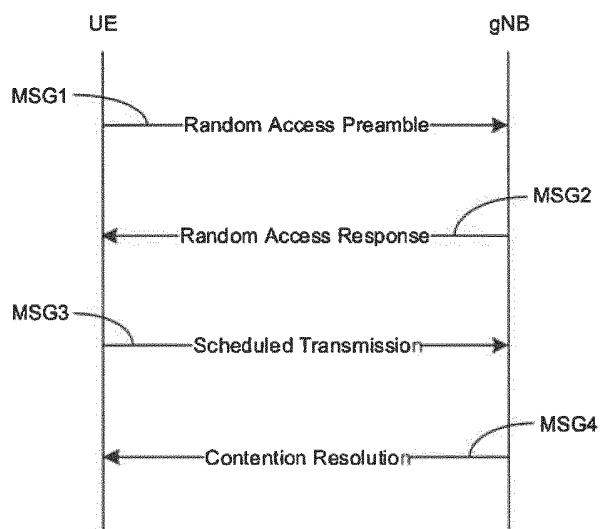 UE
gNB
MSG1
Random Access Preamble
MSG2
Random Access Response
MSG3
Scheduled Transmission
MSG4
Contention Resolution